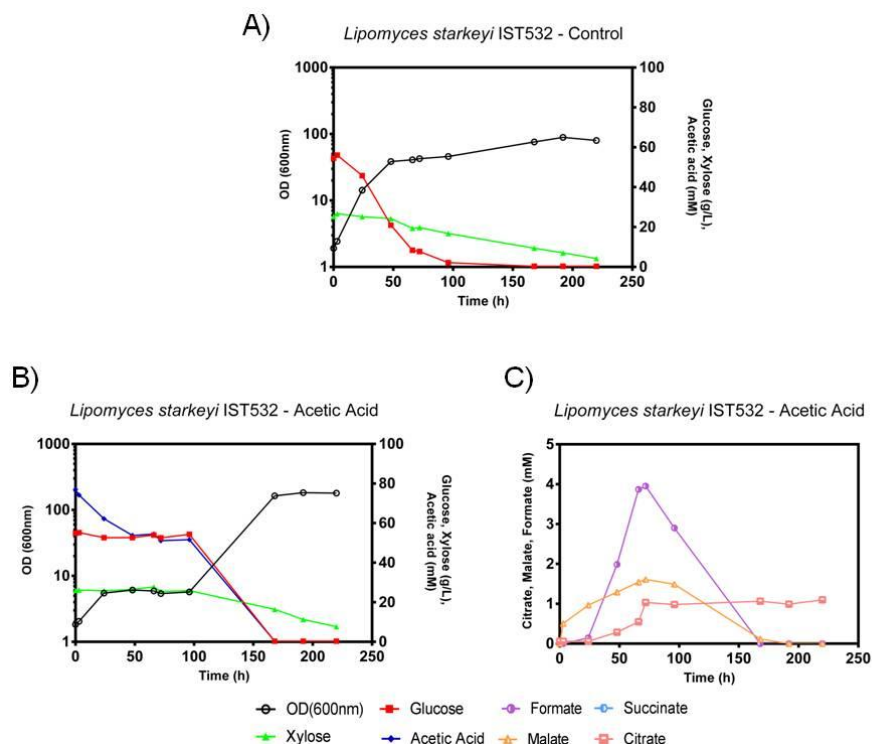 A)
Lipomyces starkeyi IST532 - Control
OD (600nm)
1000
100
10
1
100
80
60
40
20
0
Glucose, Xylose (g/L),
Acetic acid (mM)
0 50 100 150 200 250
Time (h)
B)
Lipomyces starkeyi IST532 - Acetic Acid
OD (600nm)
1000
100
10
1
100
80
60
40
20
0
Glucose, Xylose (g/L),
Acetic acid (mM)
0 50 100 150 200 250
Time (h)
C)
Lipomyces starkeyi IST532 - Acetic Acid
Citrate, Malate, Formate (mM)
5
4
3
2
1
0
0 50 100 150 200 250
Time (h)
OD(600nm) Glucose Formate Succinate
Xylose Acetic Acid Malate Citrate